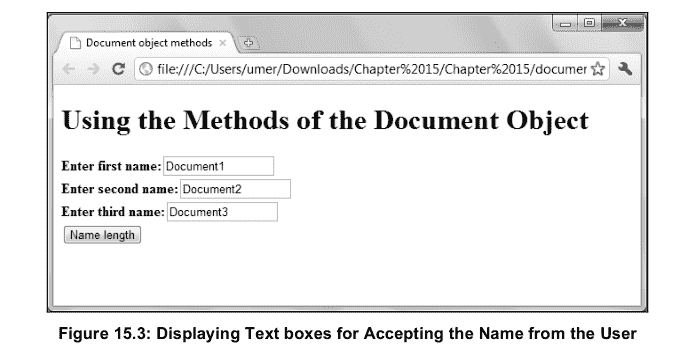 Document object methods
file:///C:/Users/umer/Downloads/Chapter%2015/Chapter%2015/documer
Using the Methods of the Document Object
Enter first name: Document1
Enter second name: Document2
Enter third name: Document3
Name length
Figure 15.3: Displaying Text boxes for Accepting the Name from the User